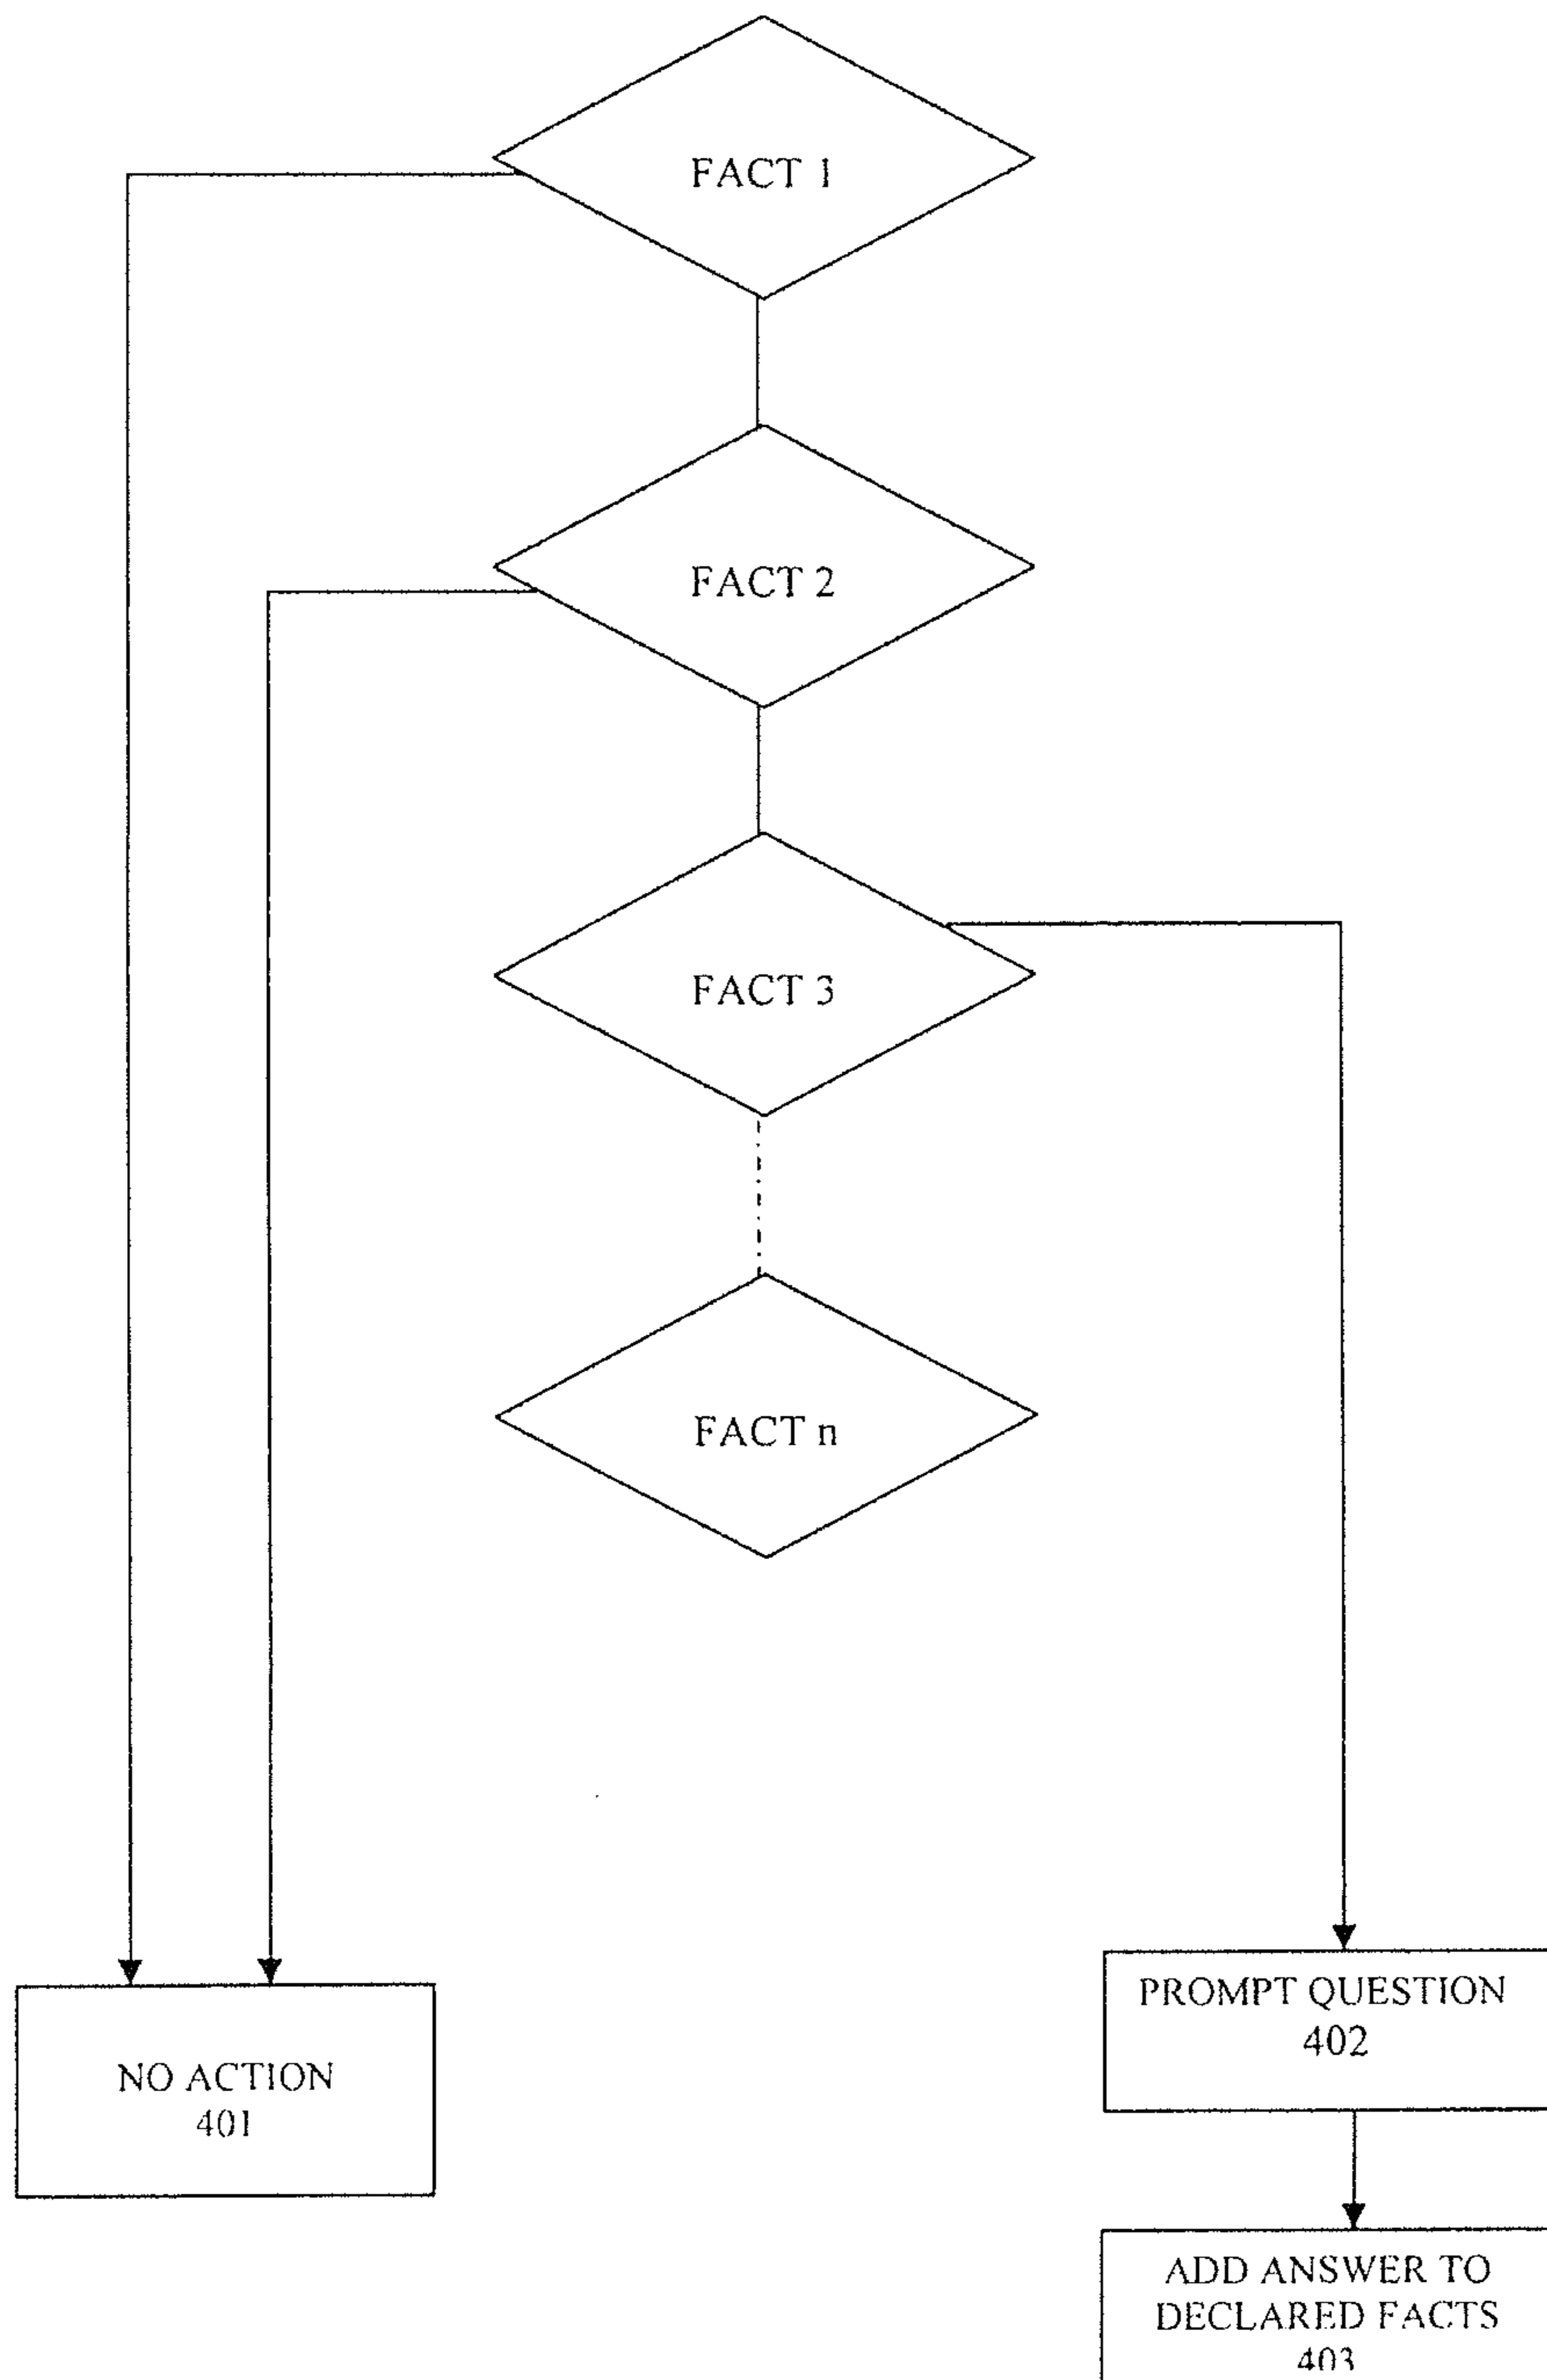 FACT 1
FACT 2
FACT 3
FACT n
NO ACTION
401
PROMPT QUESTION
402
ADD ANSWER TO
DECLARED FACTS
403